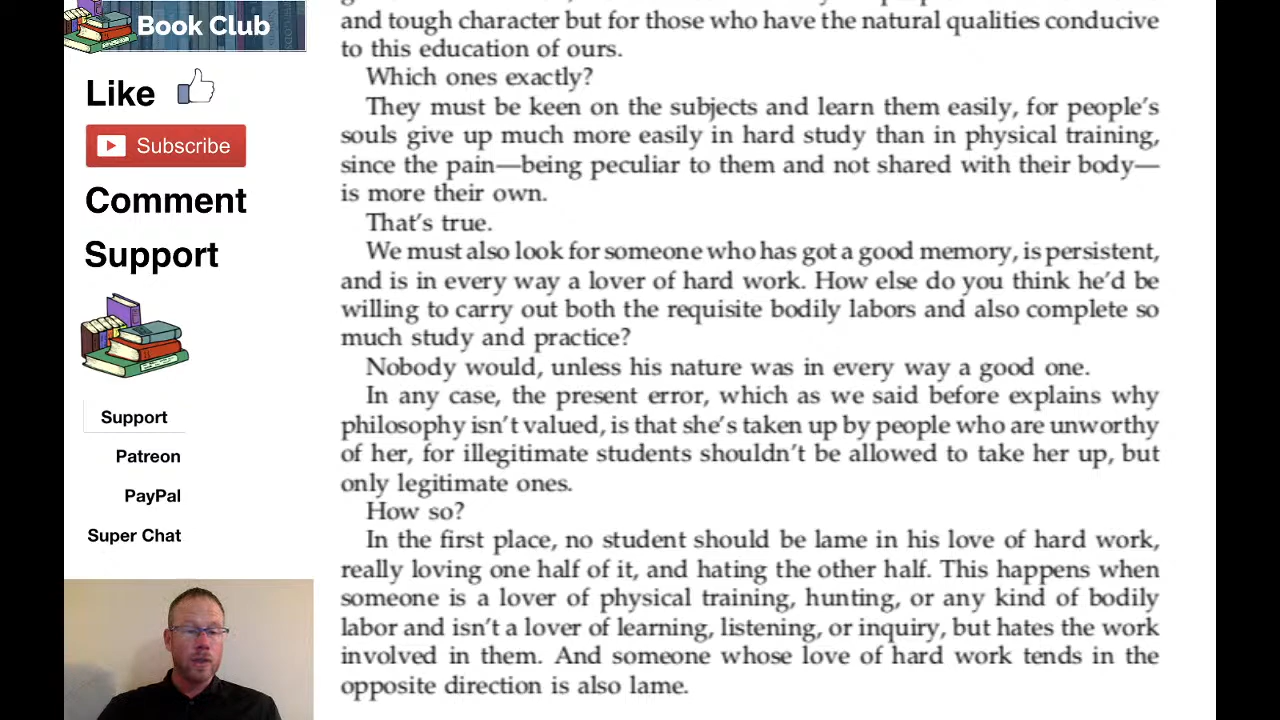 Book Club
Like
Subscribe
Comment
Support
Support
Patreon
PayPal
Super Chat
and tough character but for those who have the natural qualities conducive
to this education of ours.
Which ones exactly?
They must be keen on the subjects and learn them easily, for people's
souls give up much more easily in hard study than in physical training,
since the pain—being peculiar to them and not shared with their body—
is more their own.
That's true.
We must also look for someone who has got a good memory, is persistent,
and is in every way a lover of hard work. How else do you think he'd be
willing to carry out both the requisite bodily labors and also complete so
much study and practice?
Nobody would, unless his nature was in every way a good one.
In any case, the present error, which as we said before explains why
philosophy isn't valued, is that she's taken up by people who are unworthy
of her, for illegitimate students shouldn't be allowed to take her up, but
only legitimate ones.
How so?
In the first place, no student should be lame in his love of hard work,
really loving one half of it, and hating the other half. This happens when
someone is a lover of physical training, hunting, or any kind of bodily
labor and isn't a lover of learning, listening, or inquiry, but hates the work
involved in them. And someone whose love of hard work tends in the
opposite direction is also lame.